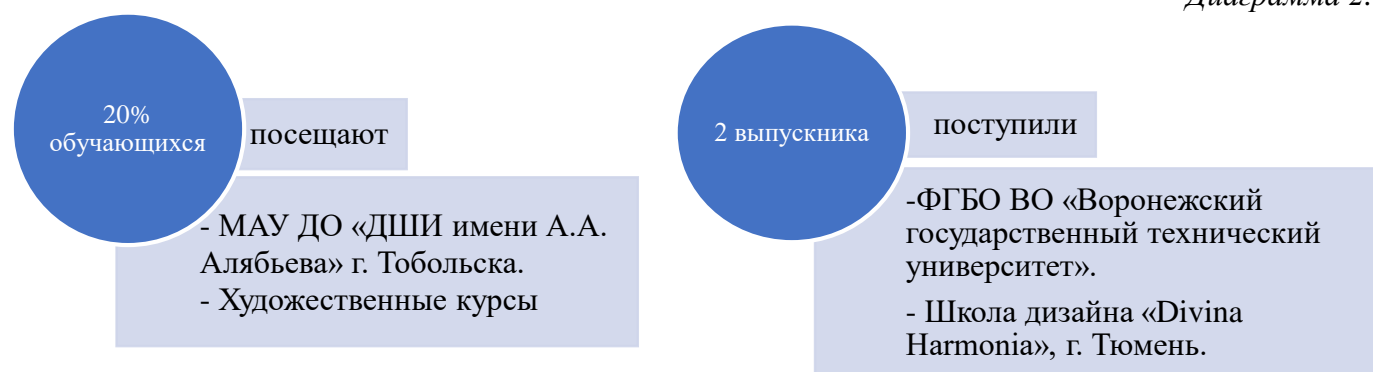 Диаграмма 2.
20%
обучающихся
посещают
- МАУ ДО «ДШИ имени А.А.
Алябьева» г. Тобольска.
- Художественные курсы
2 выпускника
поступили
-ФГБО ВО «Воронежский
государственный технический
университет».
- Школа дизайна «Divina
Harmonia», г. Тюмень.